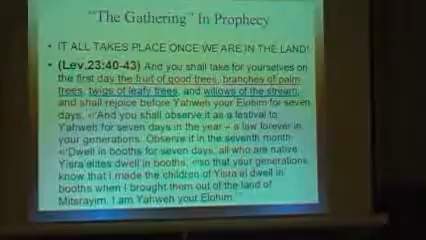 "The Gathering" In Prophecy
• IT ALL TAKES PLACE ONCE WE ARE IN THE LAND!
• (Lev.23:40-43) And you shall take for yourselves on
the first day the fruit of good trees, branches of palm
trees, twigs of leafy trees, and willows of the stream,
and shall rejoice before Yahweh your Elohim for seven
days. And you shall observe it as a festival to
Yahweh for seven days in the year – a law forever in
your generations. Observe it in the seventh month.
Dwell in booths for seven days, all who are native
Yisra'elites dwell in booths, so that your generations
know that I made the children of Yisra'el dwell in
booths when I brought them out of the land of
Mitsrayim. I am Yahweh your Elohim.